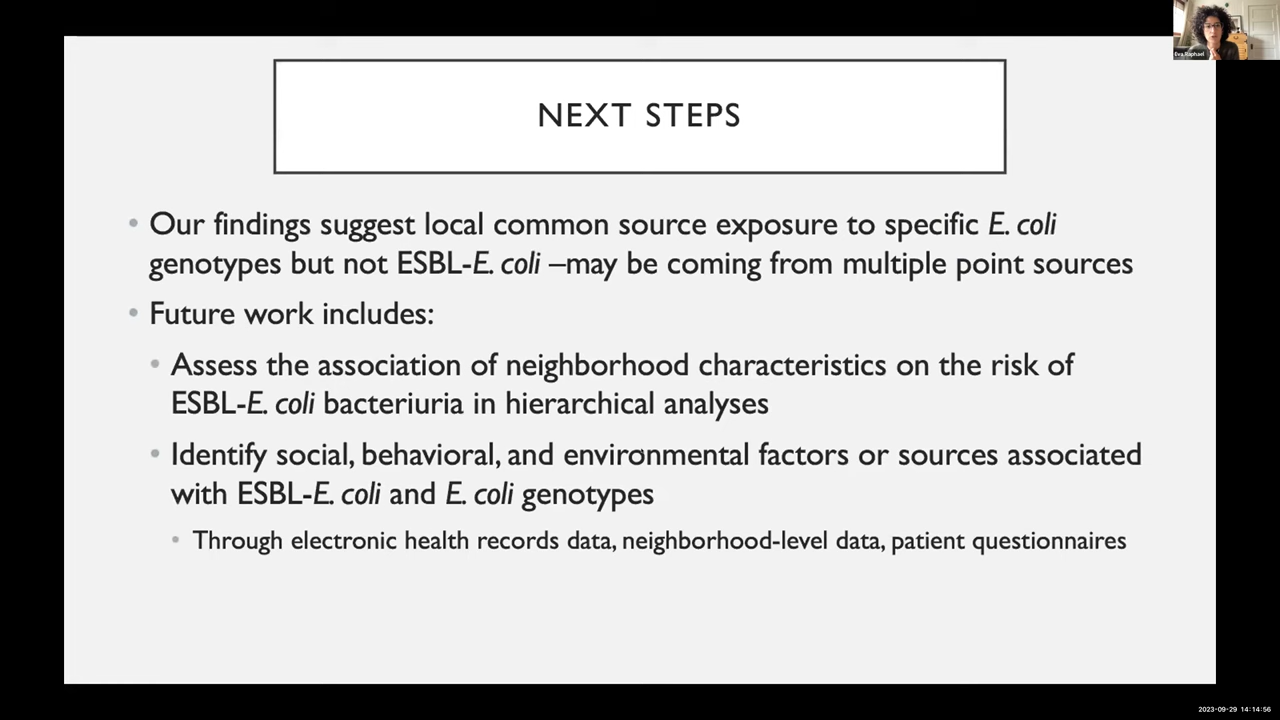 Eva Raphael
NEXT STEPS
• Our findings suggest local common source exposure to specific E. coli
genotypes but not ESBL-E. coli –may be coming from multiple point sources
• Future work includes:
• Assess the association of neighborhood characteristics on the risk of
ESBL-E. coli bacteriuria in hierarchical analyses
• Identify social, behavioral, and environmental factors or sources associated
with ESBL-E. coli and E. coli genotypes
• Through electronic health records data, neighborhood-level data, patient questionnaires
2023-09-29 14:14:56